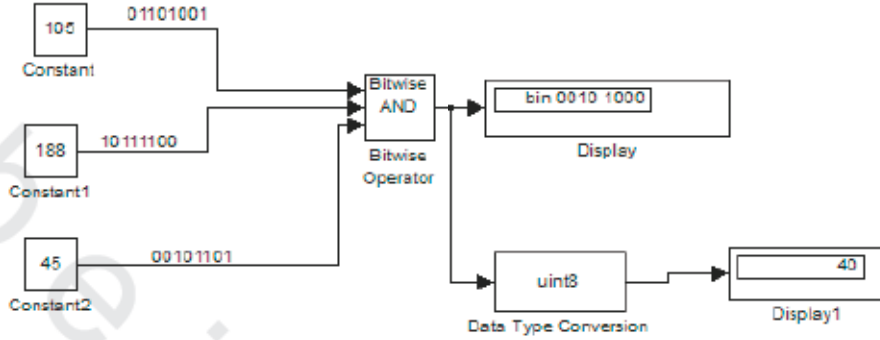 105
01101001
Constant
188
10111100
Constant1
45
00101101
Constant2
Bitwise
AND
Bitwise
Operator
bin 0010 1000
Display
uint8
Data Type Conversion
40
Display1